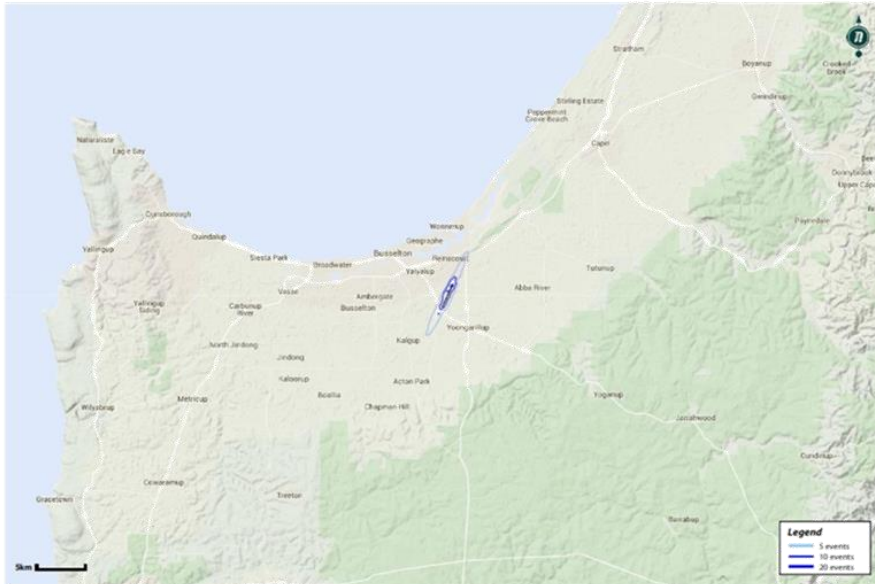 Stratham
Boyanup
Crooked
Brook
Gwindinup
Stirling Estate
Peppermint
Grove Beach
Capel
Naturaliste
Eagle Bay
Donnybrook
Upper Cape
Dunsborough
Paynedale
Yallingup
Quindalup
Wonnerup
Geographe
Siesta Park
Broadwater
Busselton
Reinscourt
Yalyalup
Tutunup
Vasse
Ambergate
Abba River
Yallingup
Siding
Carbunup
River
Busselton
Yoongarillup
Kalgup
North Jindong
Jindong
Kaloorup
Acton Park
Boallia
Yoganup
Metricup
Chapman Hill
Wilyabrup
Jarrahwood
Cundinup
Cowaramup
Gracetown
Treeton
Barrabup
5km
Legend
5 events
10 events
20 events